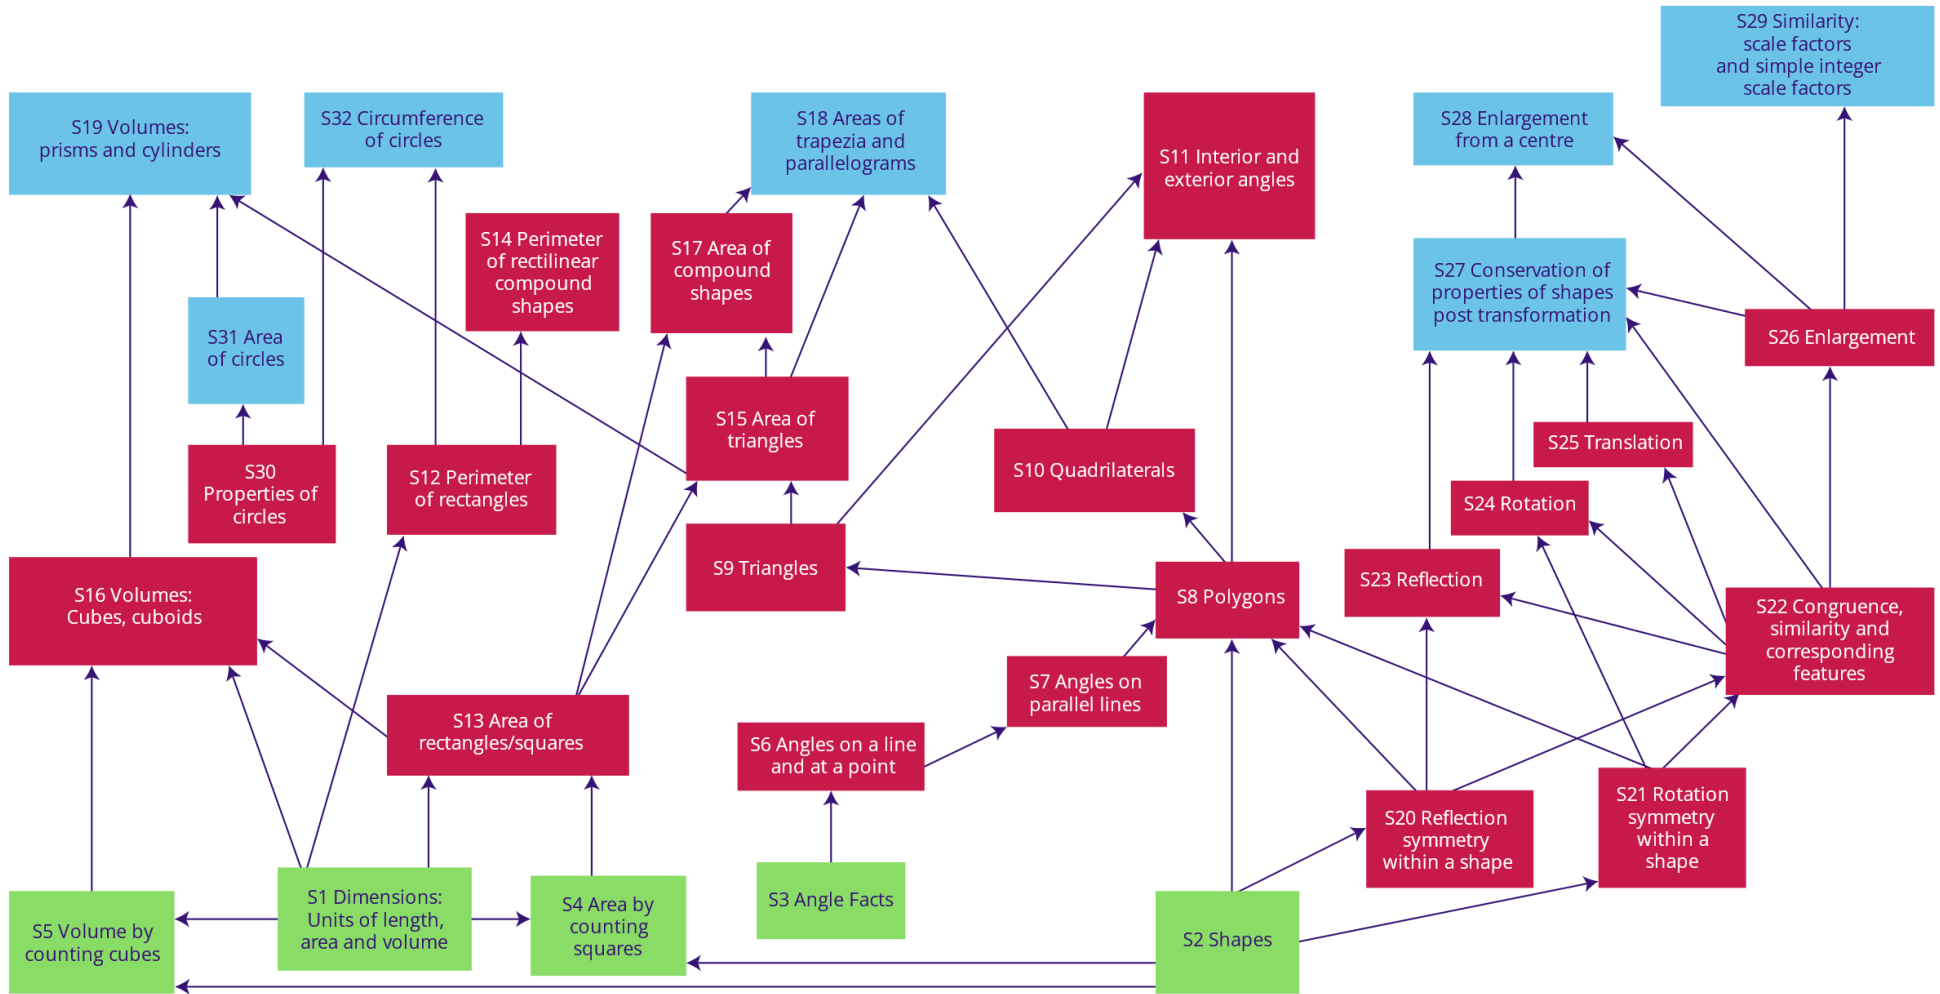 S29 Similarity:
scale factors
and simple integer
scale factors
S19 Volumes:
prisms and cylinders
S32 Circumference
of circles
S18 Areas of
trapezia and
parallelograms
S11 Interior and
exterior angles
S28 Enlargement
from a centre
S14 Perimeter
of rectilinear
compound
shapes
S17 Area of
compound
shapes
S27 Conservation of
properties of shapes
post transformation
S31 Area
of circles
S26 Enlargement
S15 Area of
triangles
S30
Properties of
circles
S12 Perimeter
of rectangles
S10 Quadrilaterals
S25 Translation
S24 Rotation
S16 Volumes:
Cubes, cuboids
S9 Triangles
S8 Polygons
S23 Reflection
S22 Congruence,
similarity and
corresponding
features
S13 Area of
rectangles/squares
S7 Angles on
parallel lines
S6 Angles on a line
and at a point
S20 Reflection
symmetry
within a shape
S21 Rotation
symmetry
within a
shape
S5 Volume by
counting cubes
S1 Dimensions:
Units of length,
area and volume
S4 Area by
counting
squares
S3 Angle Facts
S2 Shapes